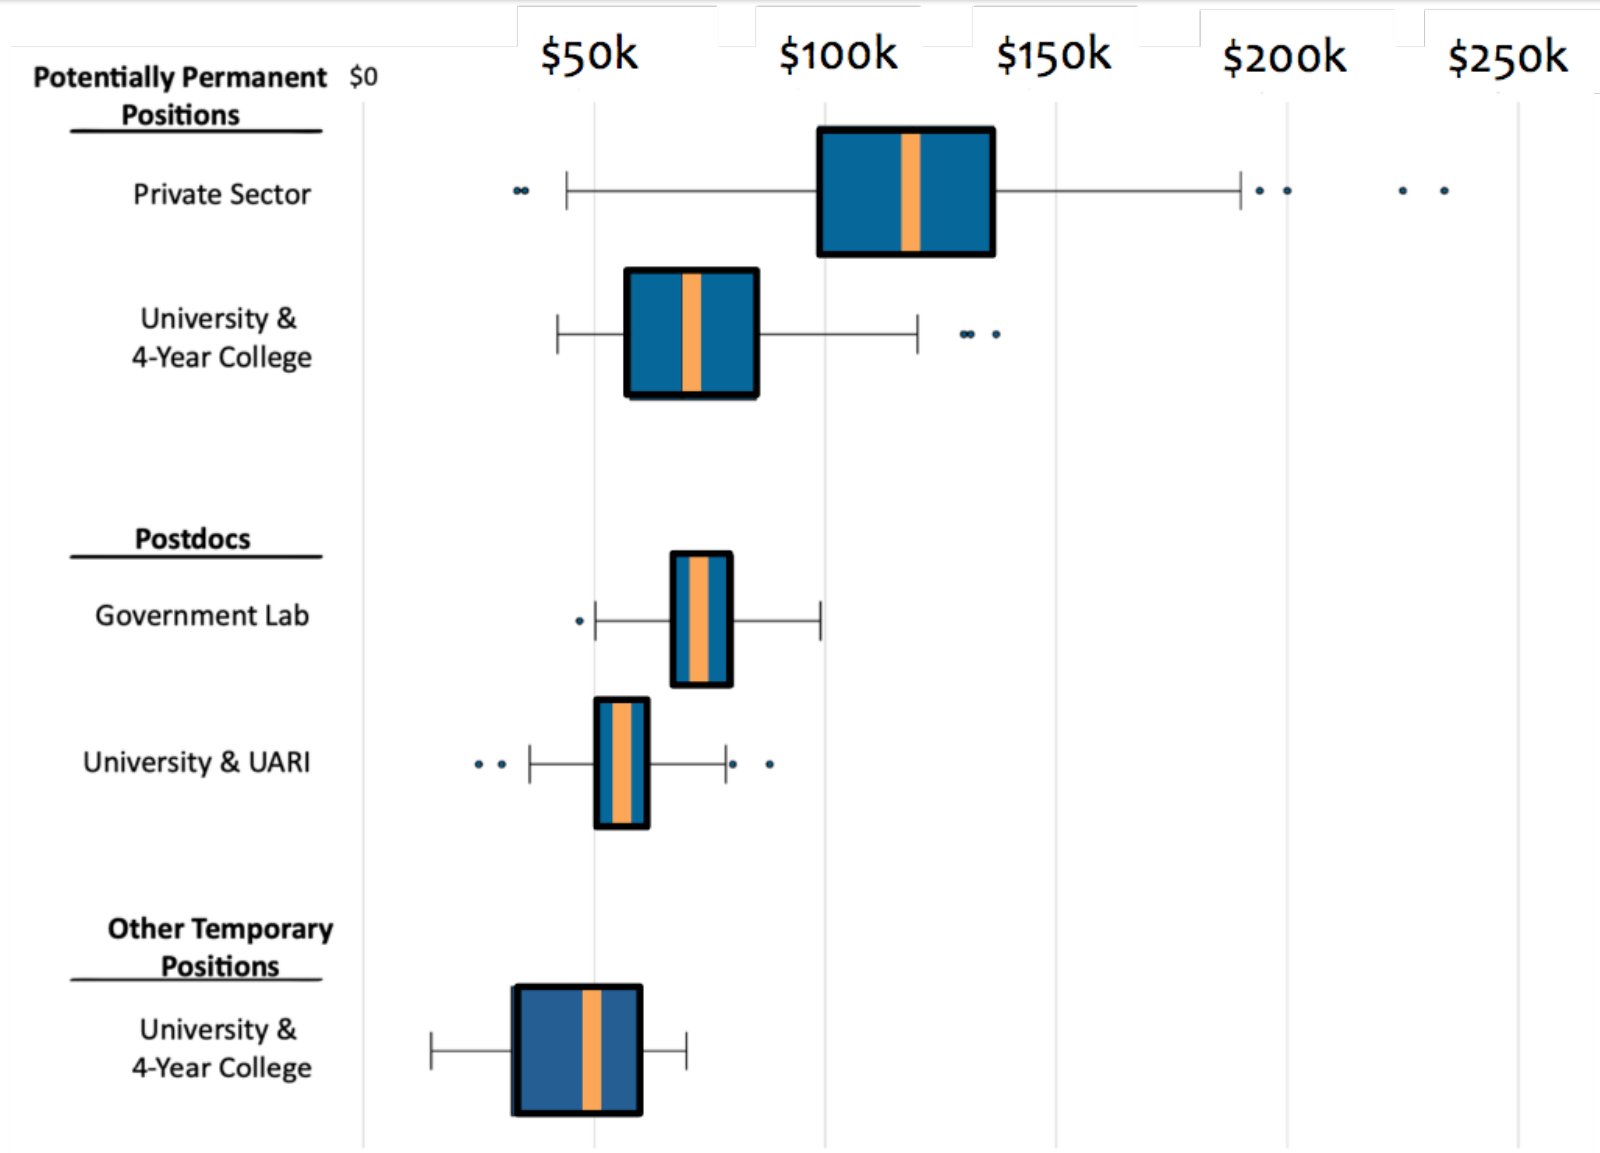 $50k $100k $150k $200k $250k
Potentially Permanent $0
Positions
Private Sector
University &
4-Year College
Postdocs
Government Lab
University & UARI
Other Temporary
Positions
University &
4-Year College